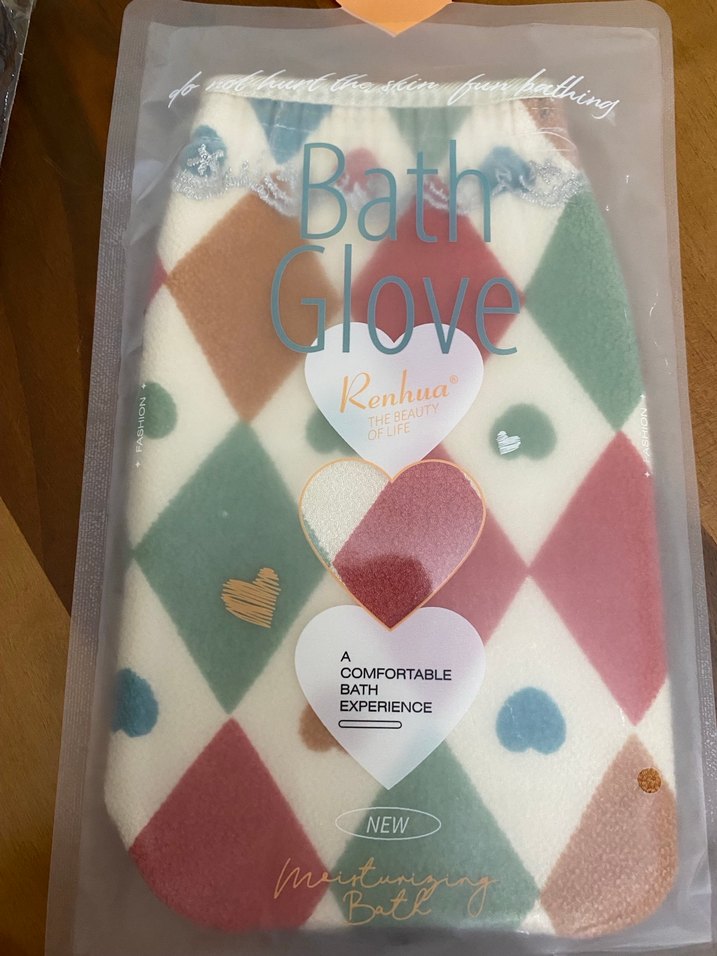 do not hurt the skin fun bathing
Bath
Glove
Renhua®
THE BEAUTY
OF LIFE
+ FASHION +
+ FASHION +
A
COMFORTABLE
BATH
EXPERIENCE
NEW
Moisturizing
Bath